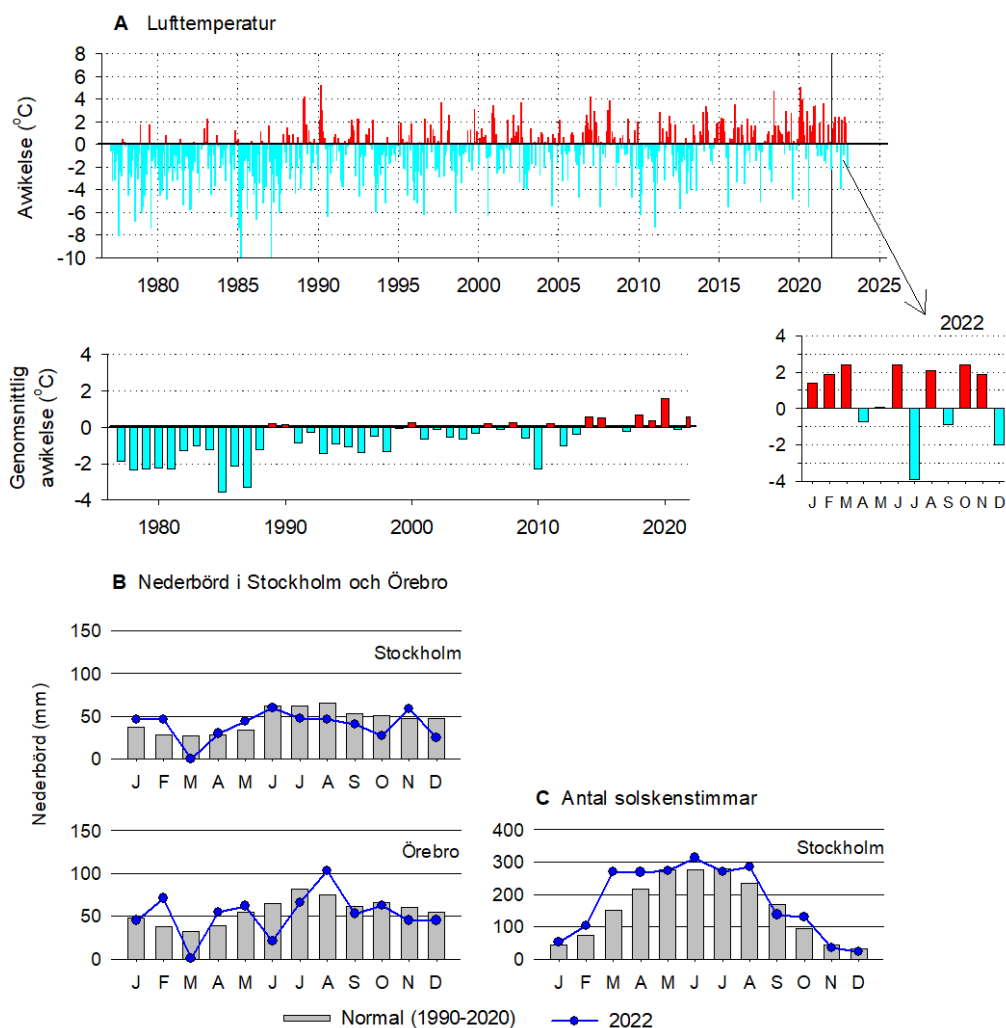 A Lufttemperatur
Awikelse (°C)
8
6
4
2
0
-2
-4
-6
-8
-10
1980 1985 1990 1995 2000 2005 2010 2015 2020 2025
Genomsnittlig
awikelse (°C)
4
2
0
-2
-4
1980 1990 2000 2010 2020
2022
4
2
0
-2
-4
J F M A M J J A S O N D
B Nederbörd i Stockholm och Örebro
Nederbörd (mm)
Stockholm
150
100
50
0
J F M A M J J A S O N D
Örebro
150
100
50
0
J F M A M J J A S O N D
C Antal solskenstimmar
Stockholm
400
300
200
100
0
J F M A M J J A S O N D
Normal (1990-2020) 2022